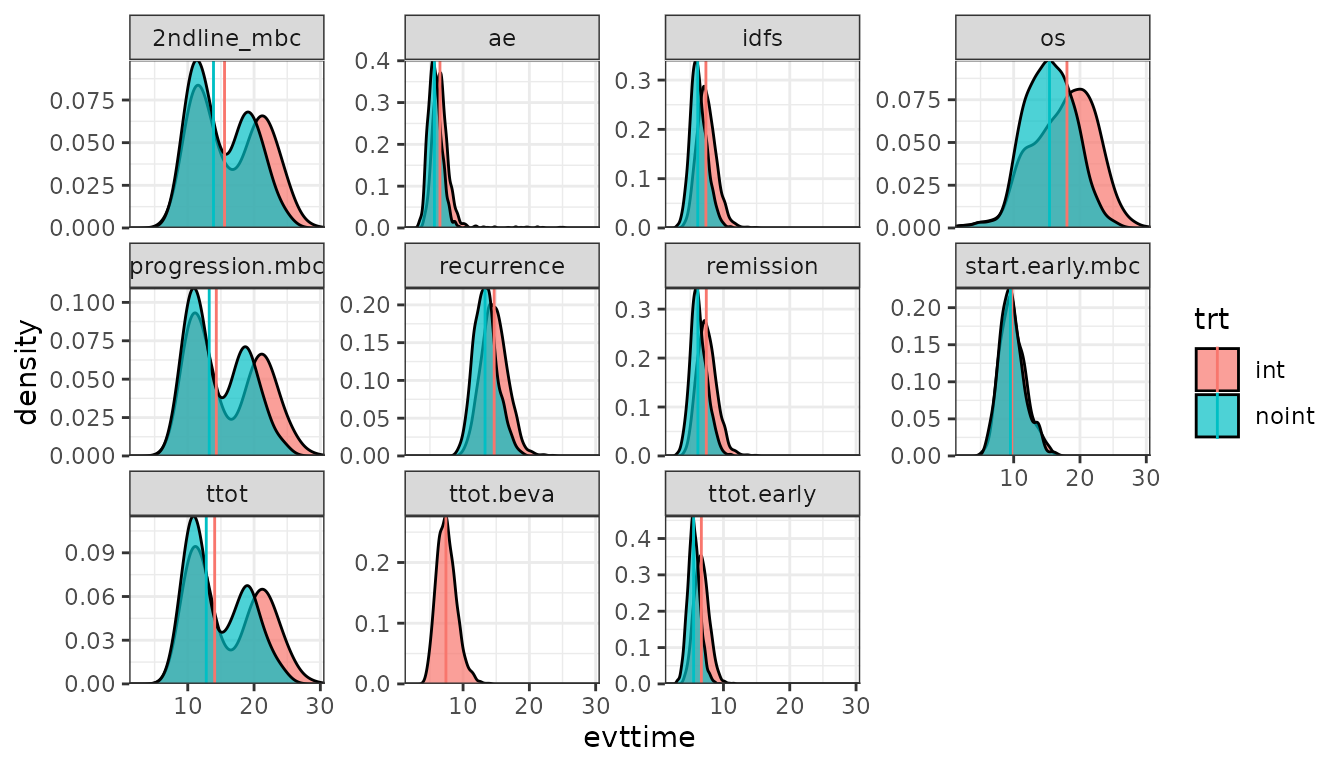 2ndline_mbc ae idfs os
0.075 0.050 0.025 0.000
0.4 0.3 0.2 0.1 0.0
0.3 0.2 0.1 0.0
0.075 0.050 0.025 0.000
progression.mbc recurrence remission start.early.mbc
0.100 0.075 0.050 0.025 0.000
0.20 0.15 0.10 0.05 0.00
0.3 0.2 0.1 0.0
0.20 0.15 0.10 0.05 0.00
10 20 30
ttot ttot.beva ttot.early
0.09 0.06 0.03 0.00
0.2 0.1 0.0
0.4 0.3 0.2 0.1 0.0
10 20 30 10 20 30 10 20 30
evttime
density
trt
int
noint